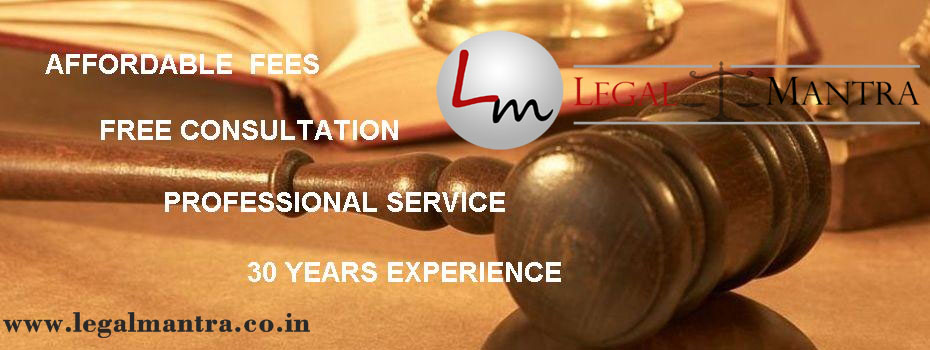 AFFORDABLE FEES
Lm LEGAL MANTRA
FREE CONSULTATION
PROFESSIONAL SERVICE
30 YEARS EXPERIENCE
www.legalmantra.co.in